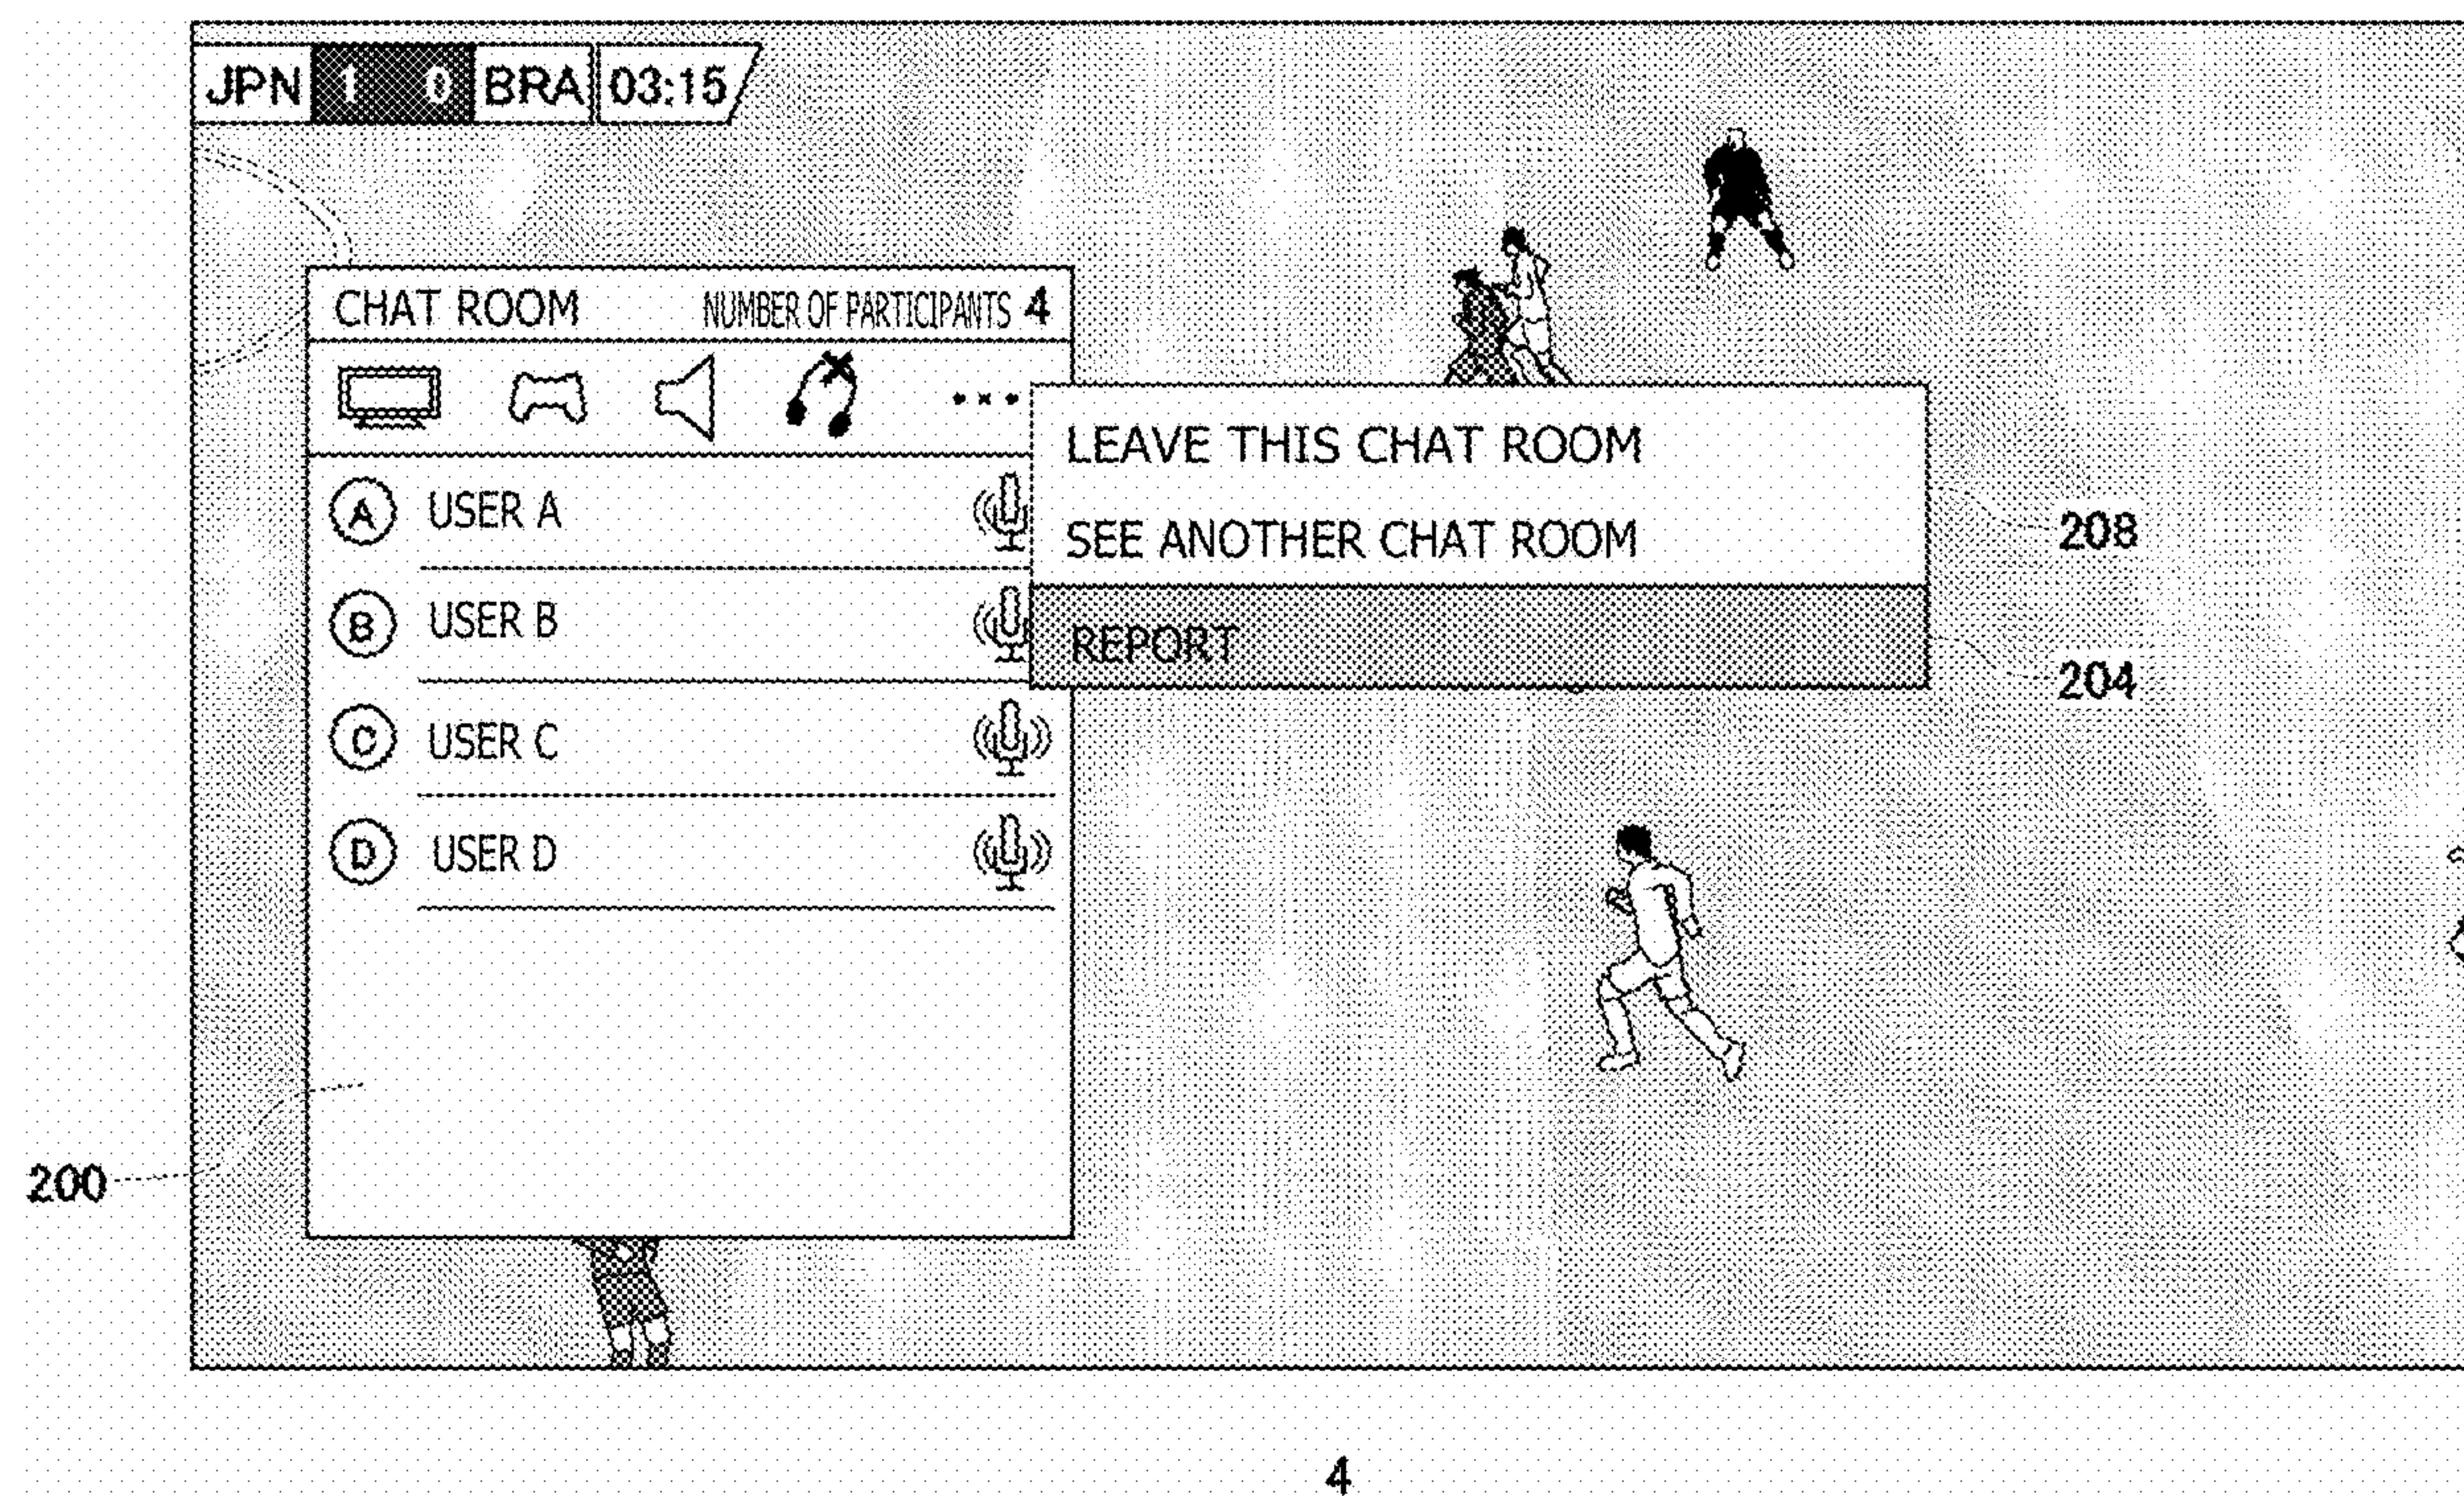 JPN 1 0 BRA 03:15
CHAT ROOM NUMBER OF PARTICIPANTS 4
LEAVE THIS CHAT ROOM
A USER A
SEE ANOTHER CHAT ROOM
208
B USER B
REPORT
204
C USER C
D USER D
200
4